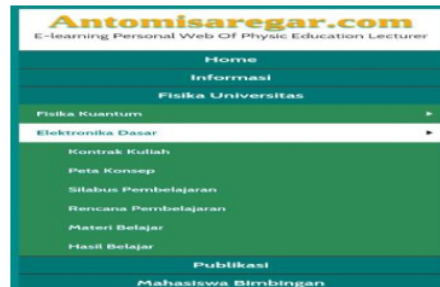 Antomisaregar.com
E-learning Personal Web Of Physic Education Lecturer
Home
Informasi
Fisika Universitas
Fisika Kuantum
Elektronika Dasar
Kontrak Kuliah
Peta Konsep
Silabus Pembelajaran
Rencana Pembelajaran
Materi Belajar
Hasil Belajar
Publikasi
Mahasiswa Bimbingan